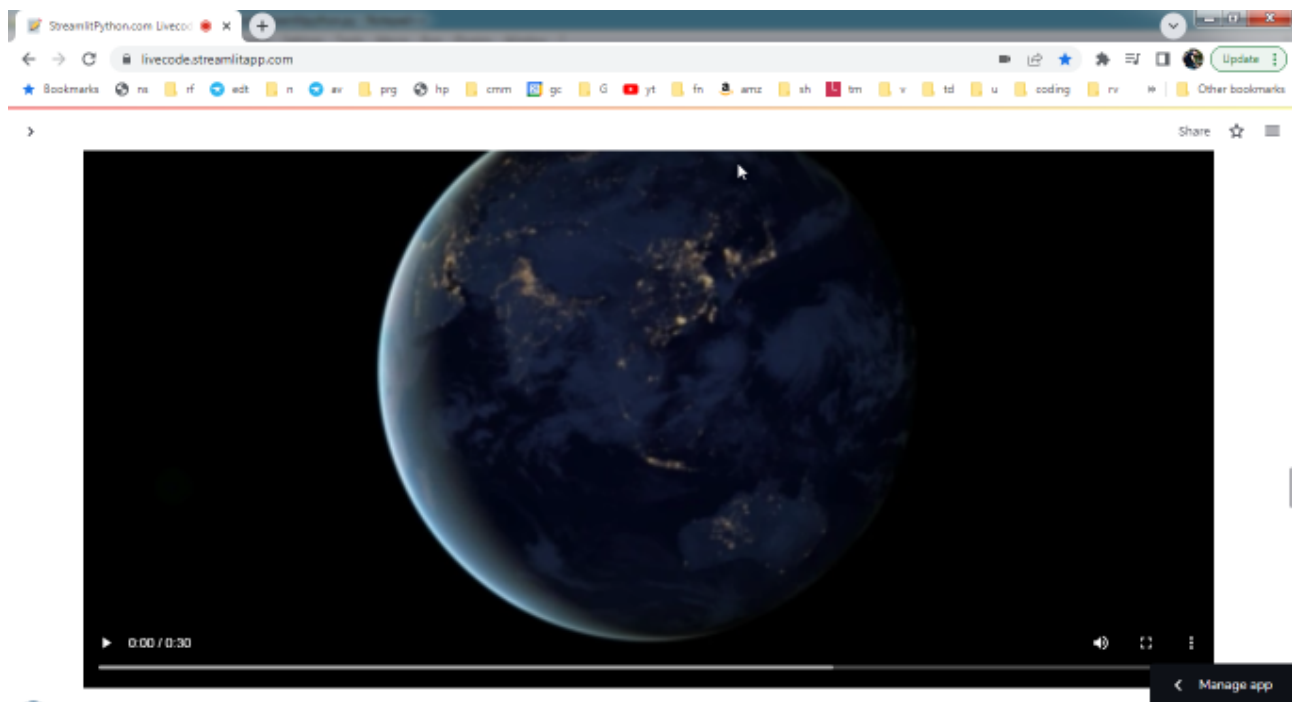 StreamlitPython.com Liveco
livecode.streamlitapp.com
Update
Bookmarks ns rf edt n av prg hp cmm gc G yt fn amz sh tm v td u coding rv » Other bookmarks
Share
0:00 / 0:30
Manage app